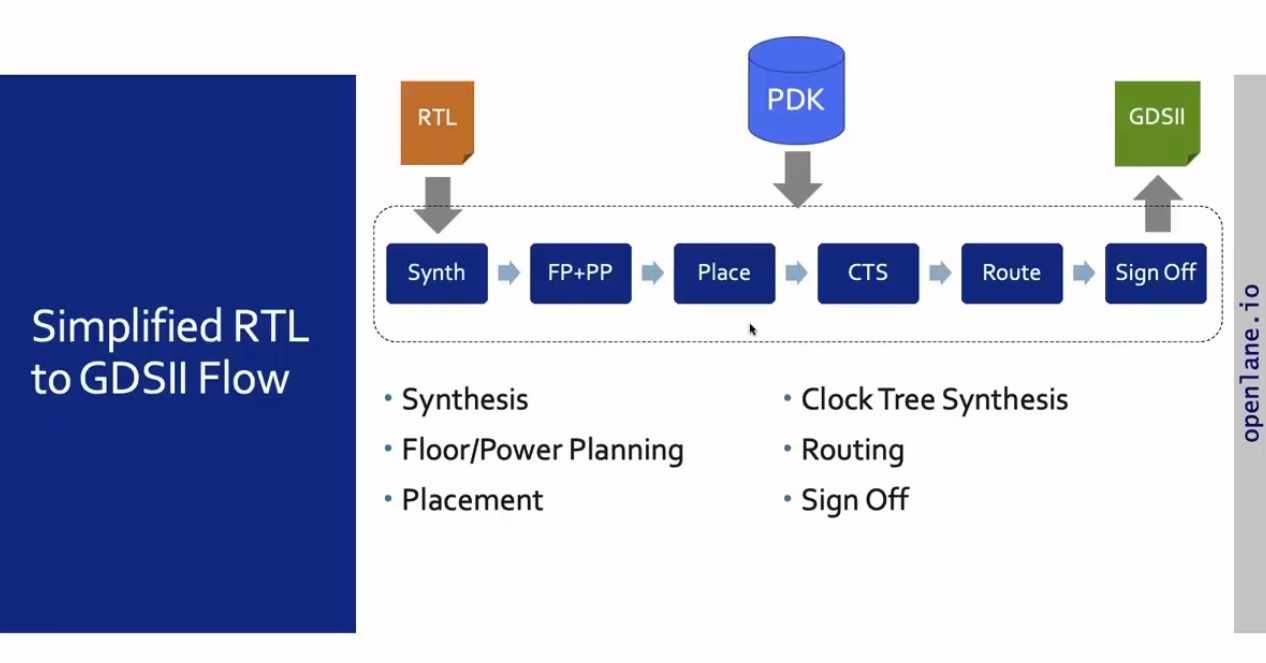 RTL
PDK
GDSII
Synth
FP+PP
Place
CTS
Route
Sign Off
Simplified RTL
to GDSII Flow
• Synthesis
• Floor/Power Planning
• Placement
• Clock Tree Synthesis
• Routing
• Sign Off
openlane.io